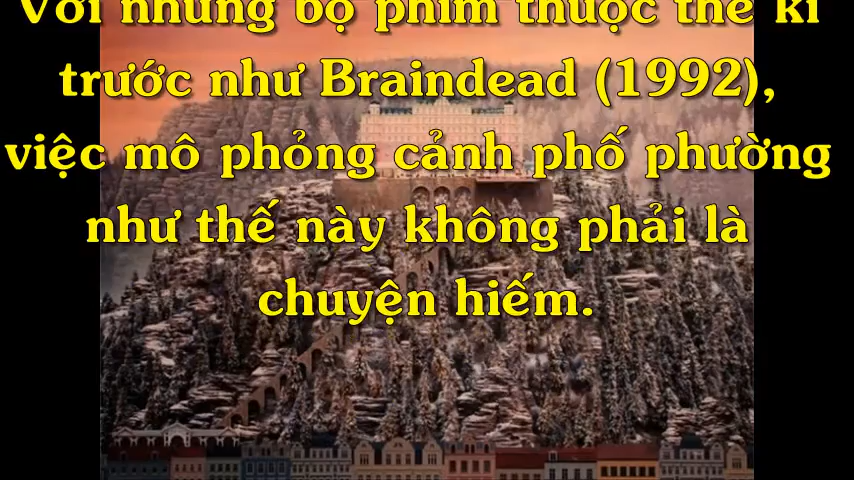 Với những bộ phim thuộc thế kỉ
trước như Braindead (1992),
việc mô phỏng cảnh phố phường
như thế này không phải là
chuyện hiếm.